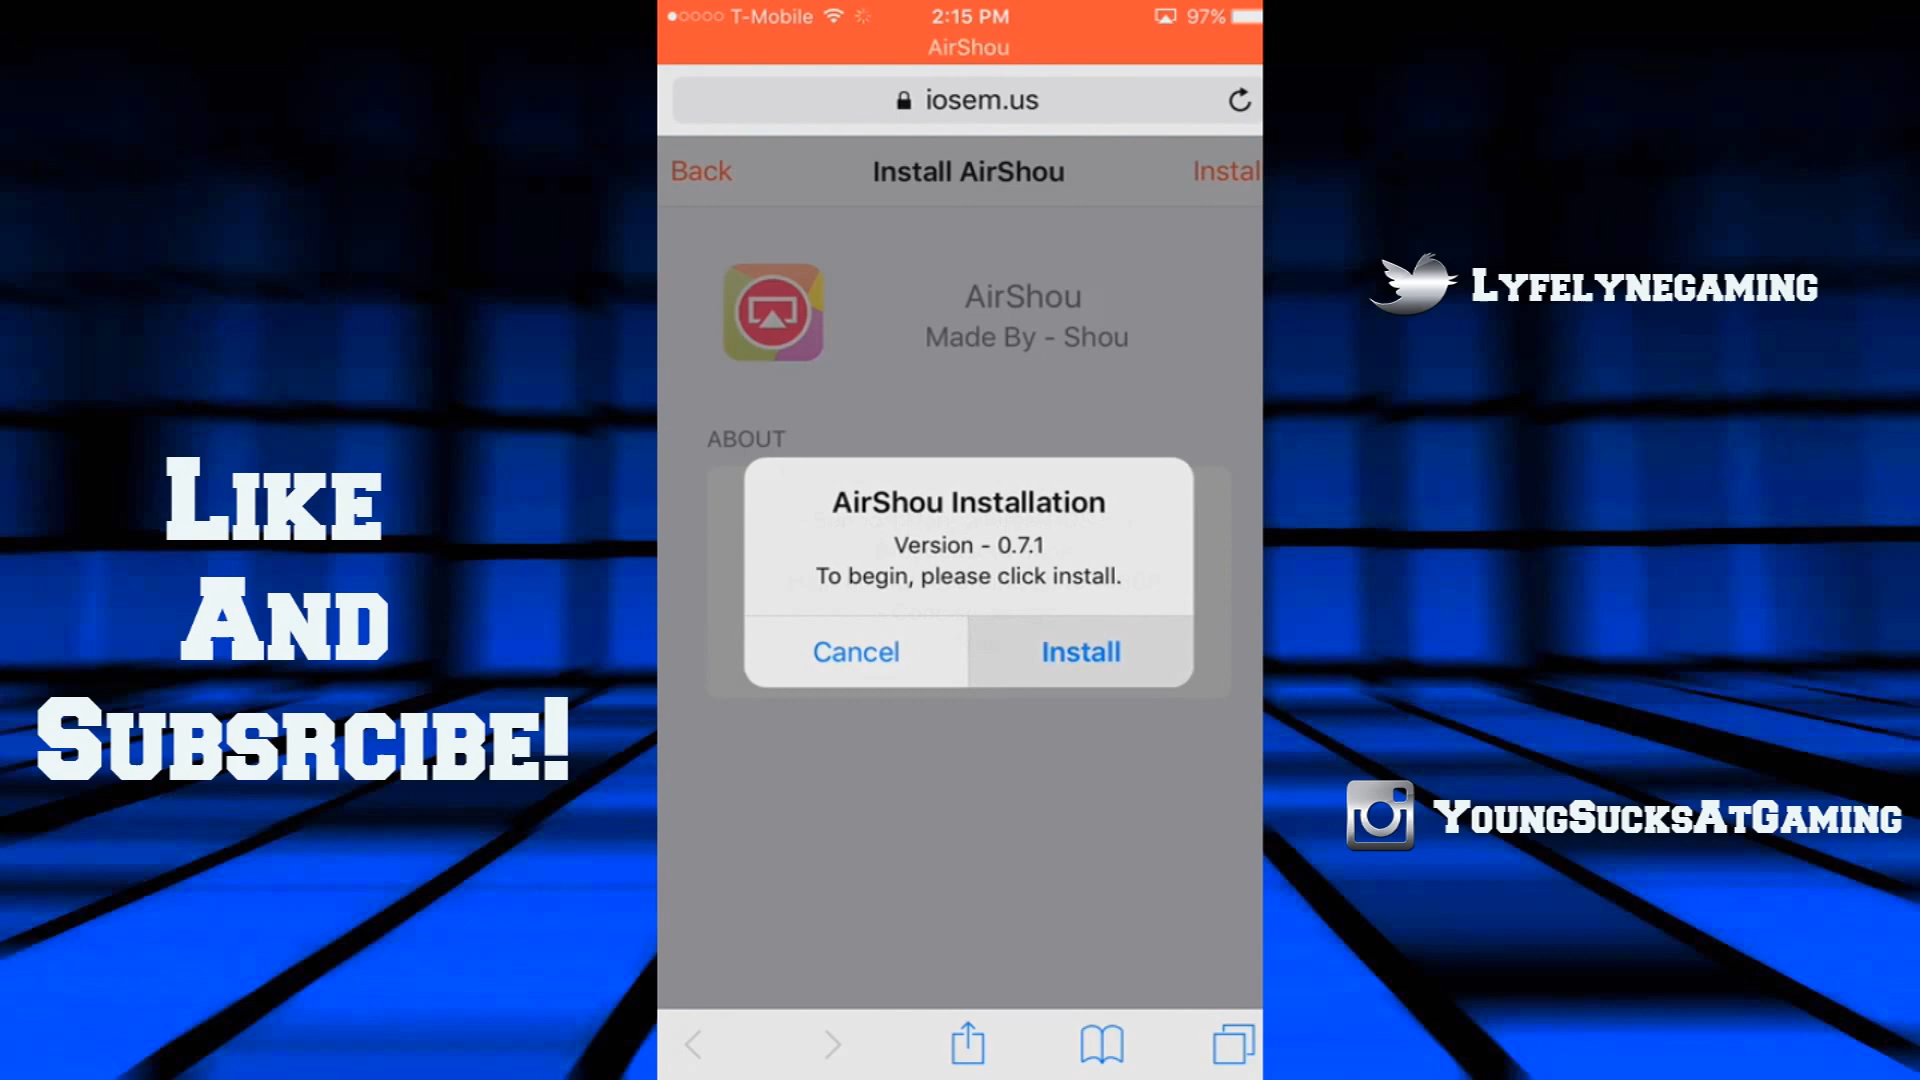 T-Mobile 2:15 PM 97%
AirShou
iosem.us
Back Install AirShou Instal
AirShou
Made By - Shou
ABOUT
AirShou Installation
Version - 0.7.1
To begin, please click install.
Cancel Install
Like
And
Subsrcibe!
Lyfelynegaming
YoungSucksAtGaming